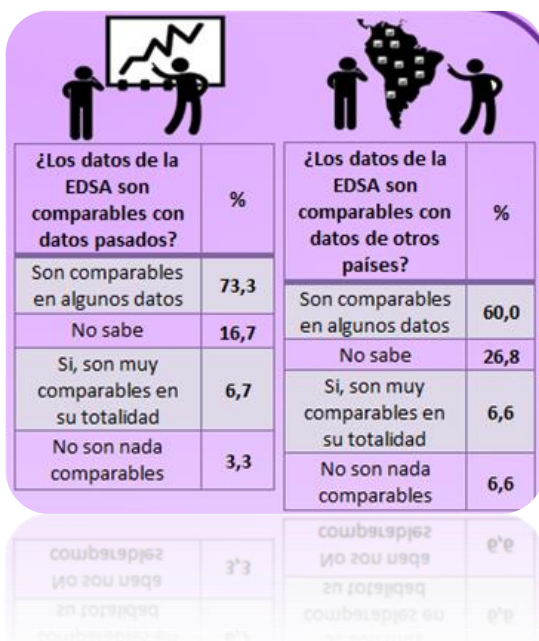 ¿Los datos de la
EDSA son
comparables con
datos pasados?
%
Son comparables
en algunos datos
73,3
No sabe
16,7
Si, son muy
comparables en
su totalidad
6,7
No son nada
comparables
3,3
¿Los datos de la
EDSA son
comparables con
datos de otros
países?
%
Son comparables
en algunos datos
60,0
No sabe
26,8
Si, son muy
comparables en
su totalidad
6,6
No son nada
comparables
6,6